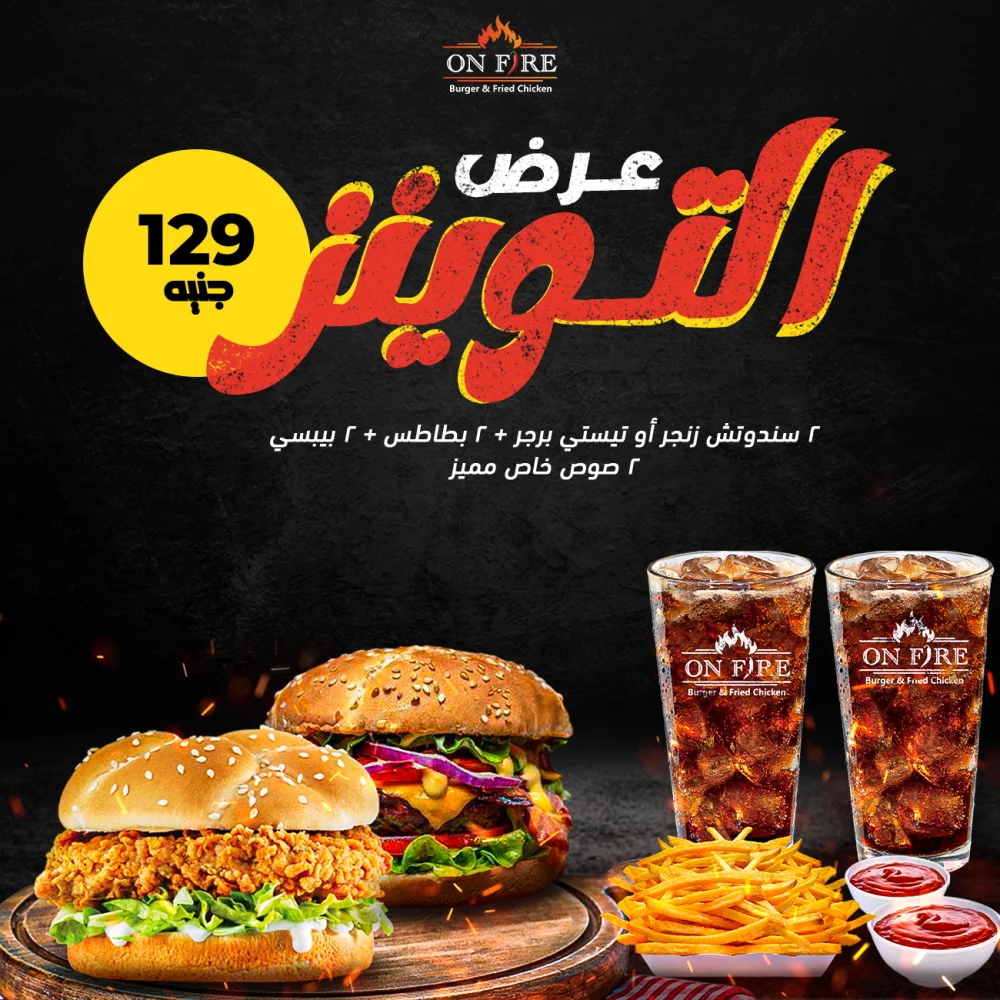 ON FIRE
Burger & Fried Chicken
عرض
التوينز
129
جنيه
٢ سندوتش زنجر أو تيستي برجر + ٢ بطاطس + ٢ بيبسي
٢ صوص خاص مميز
ON FIRE
Burger & Fried Chicken
ON FIRE
Burger & Fried Chicken